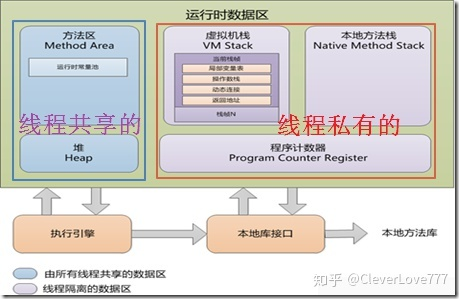 运行时数据区
方法区
Method Area
运行时常量池
线程共享的
堆
Heap
虚拟机栈
VM Stack
当前栈帧
局部变量表
操作数栈
动态连接
返回地址
栈帧N
本地方法栈
Native Method Stack
线程私有的
程序计数器
Program Counter Register
执行引擎
本地库接口
本地方法库
由所有线程共享的数据区
线程隔离的数据区
知乎 @CleverLove777